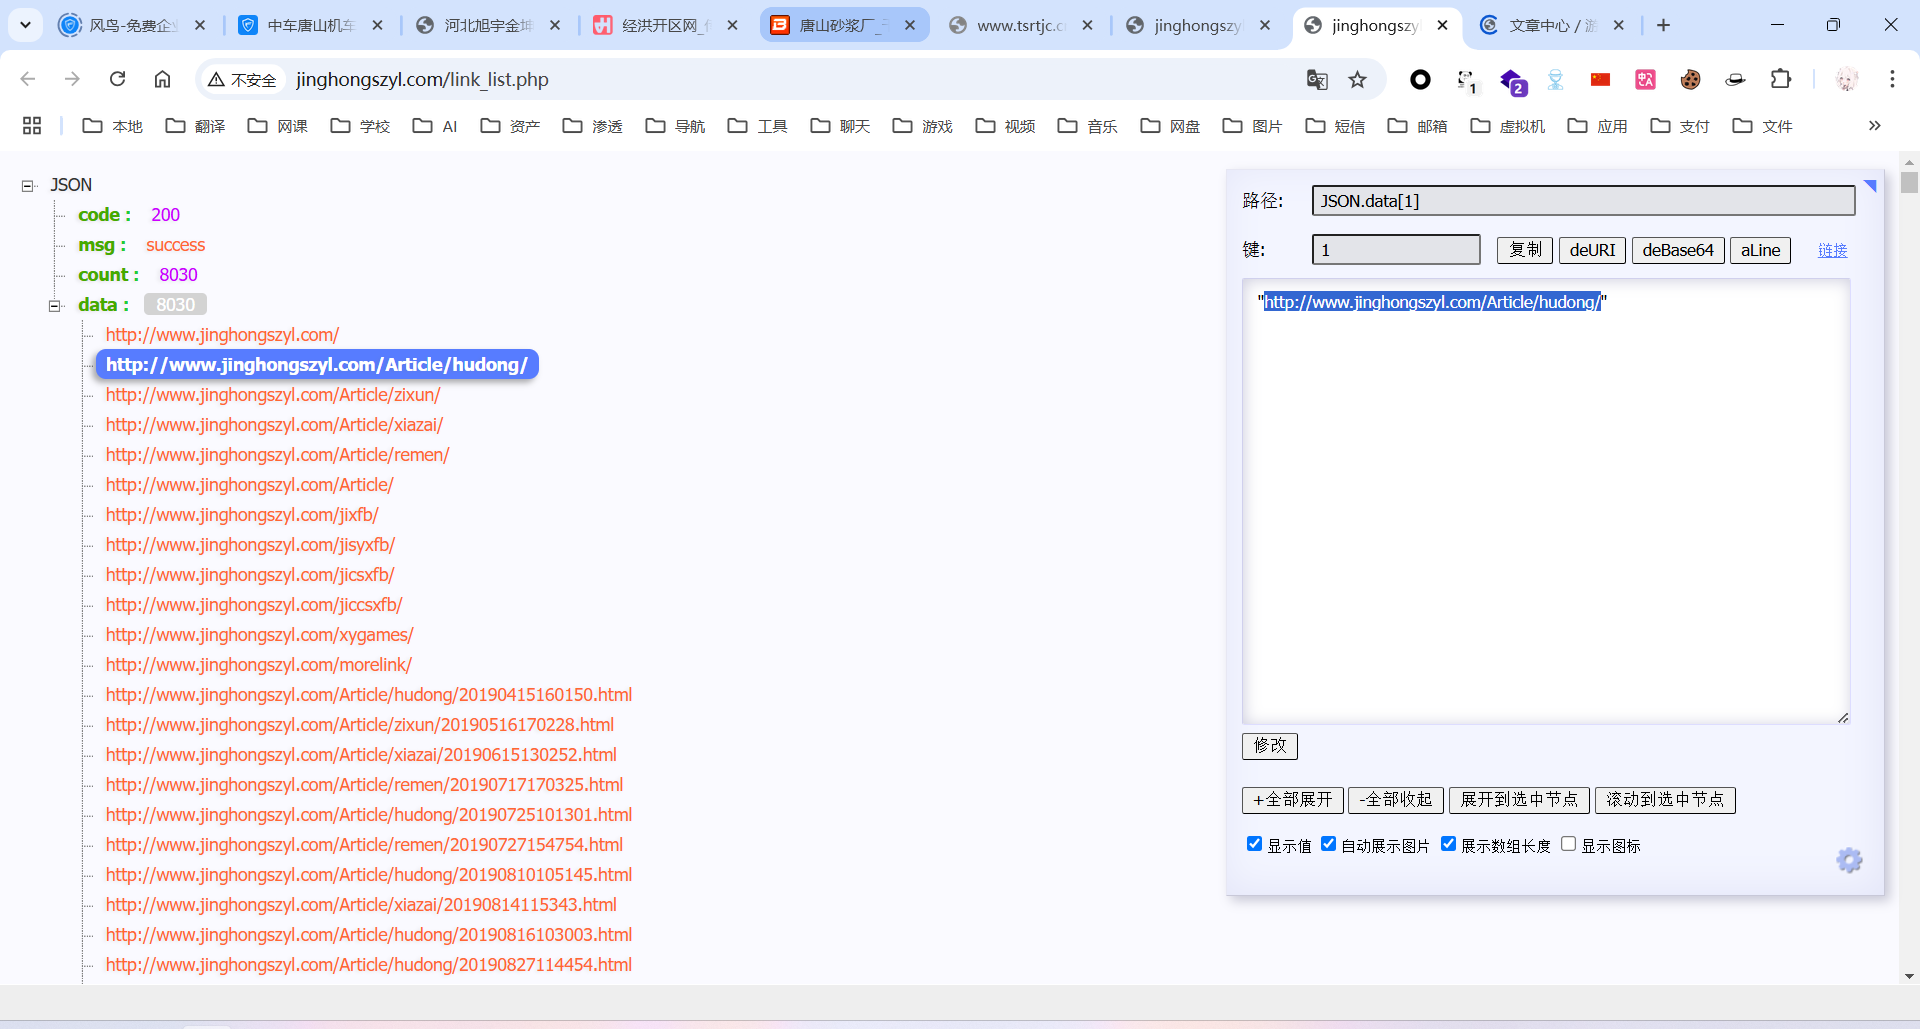 风鸟-免费企业
中车唐山机车
河北旭宇金坤
经洪开区网_
唐山砂浆厂_
www.tsrtjc.c
jinghongszyl
jinghongszyl
文章中心 / 游
不安全
jinghongszyl.com/link_list.php
1
2
本地 翻译 网课 学校 AI 资产 渗透 导航 工具 聊天 游戏 视频 音乐 网盘 图片 短信 邮箱 虚拟机 应用 支付 文件
JSON
code : 200
msg : success
count : 8030
data : 8030
http://www.jinghongszyl.com/
http://www.jinghongszyl.com/Article/hudong/
http://www.jinghongszyl.com/Article/zixun/
http://www.jinghongszyl.com/Article/xiazai/
http://www.jinghongszyl.com/Article/remen/
http://www.jinghongszyl.com/Article/
http://www.jinghongszyl.com/jixfb/
http://www.jinghongszyl.com/jisyxfb/
http://www.jinghongszyl.com/jicsxfb/
http://www.jinghongszyl.com/jiccsxfb/
http://www.jinghongszyl.com/xygames/
http://www.jinghongszyl.com/morelink/
http://www.jinghongszyl.com/Article/hudong/20190415160150.html
http://www.jinghongszyl.com/Article/zixun/20190516170228.html
http://www.jinghongszyl.com/Article/xiazai/20190615130252.html
http://www.jinghongszyl.com/Article/remen/20190717170325.html
http://www.jinghongszyl.com/Article/hudong/20190725101301.html
http://www.jinghongszyl.com/Article/remen/20190727154754.html
http://www.jinghongszyl.com/Article/hudong/20190810105145.html
http://www.jinghongszyl.com/Article/xiazai/20190814115343.html
http://www.jinghongszyl.com/Article/hudong/20190816103003.html
http://www.jinghongszyl.com/Article/hudong/20190827114454.html
路径: JSON.data[1]
键: 1 复制 deURI deBase64 aLine 链接
"http://www.jinghongszyl.com/Article/hudong/"
修改
+全部展开 -全部收起 展开到选中节点 滚动到选中节点
显示值 自动展示图片 展示数组长度 显示图标